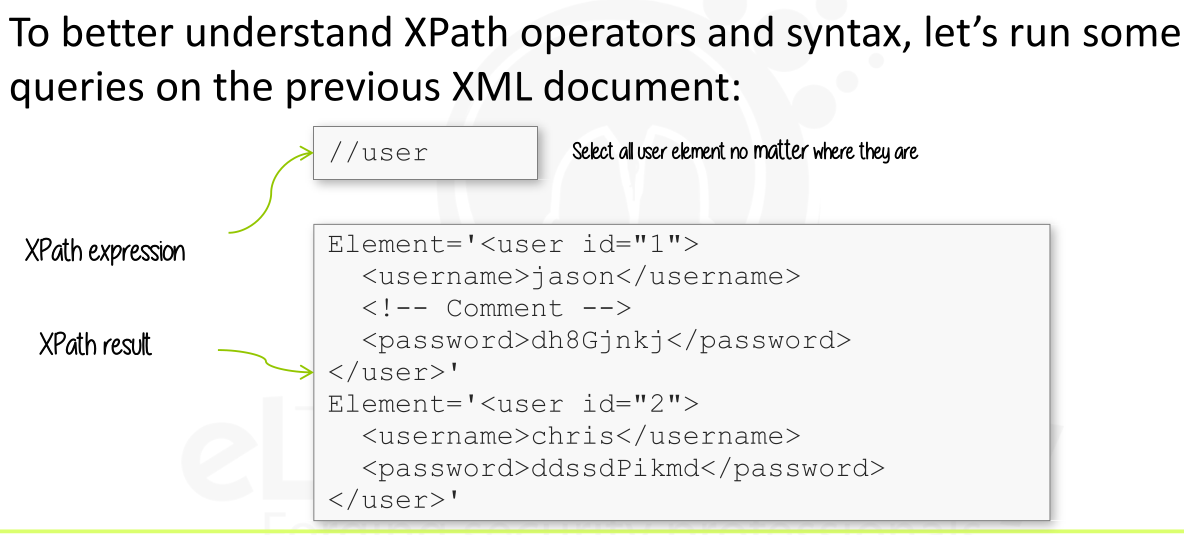 To better understand XPath operators and syntax, let's run some
queries on the previous XML document:
//user
Select all user element no matter where they are
XPath expression
Element='<user id="1">
  <username>jason</username>
  <!-- Comment -->
  <password>dh8Gjnkj</password>
</user>'
Element='<user id="2">
  <username>chris</username>
  <password>ddssdPikmd</password>
</user>'
XPath result